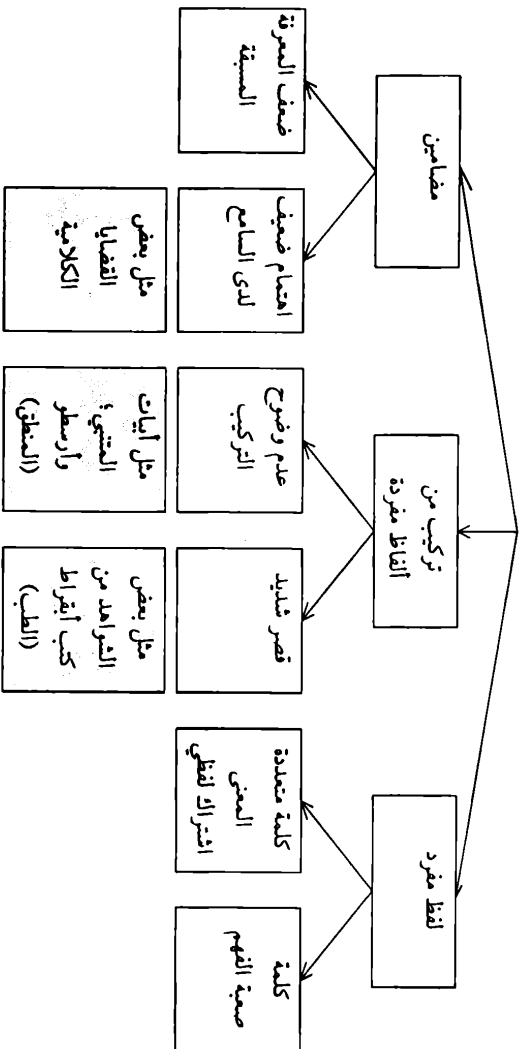 لفظ مفرد
تركيب من
ألفاظ مفردة
مضامين
كلمة
صعبة الفهم
كلمة متعددة
المعنى
اشتراك لفظي
قصر شديد
عدم وضوح
التركيب
اهتمام ضعيف
لدى السامع
ضعف المعرفة
المسبقة
مثل بعض
الشواهد من
كتب أبقراط
(الطب)
مثل أبيات
المتنبي؛
وأرسطو
(المنطق)
مثل بعض
القضايا
الكلامية